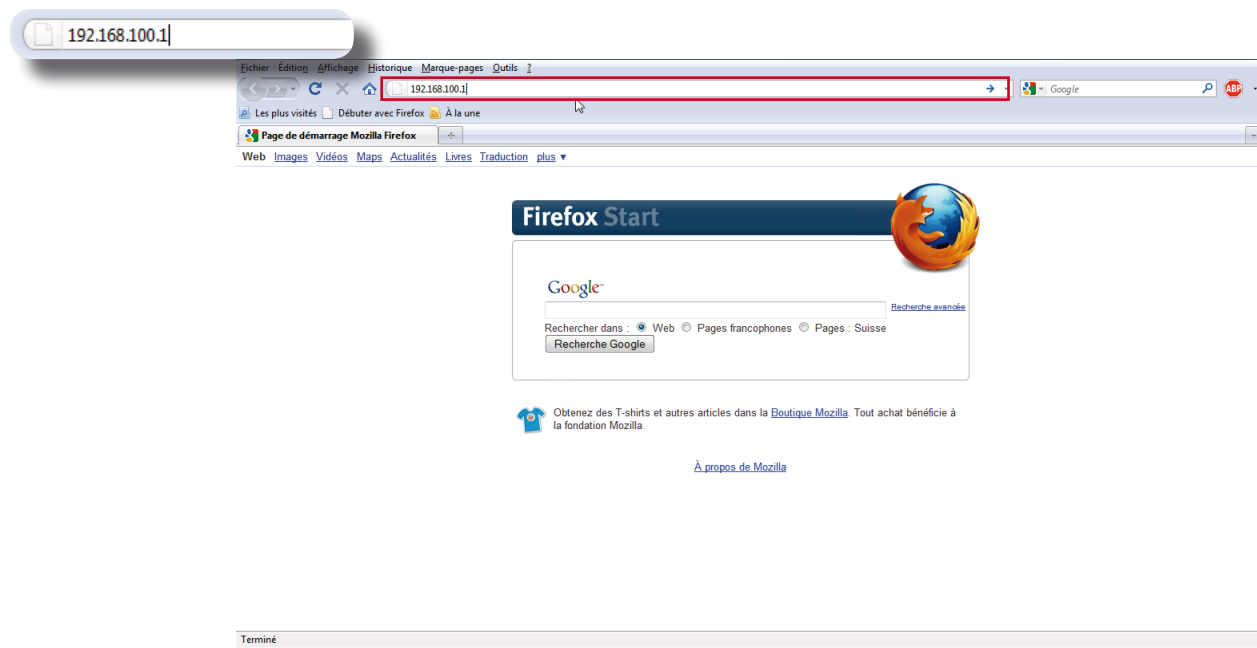 192.168.100.1
Fichier Édition Affichage Historique Marque-pages Outils ?
192.168.100.1
Google
ABP
Les plus visités Débuter avec Firefox À la une
Page de démarrage Mozilla Firefox
Web Images Vidéos Maps Actualités Livres Traduction plus ▼
Firefox Start
Google™
Recherche avancée
Rechercher dans : Web Pages francophones Pages : Suisse
Recherche Google
Obtenez des T-shirts et autres articles dans la Boutique Mozilla. Tout achat bénéficie à
la fondation Mozilla.
À propos de Mozilla
Terminé